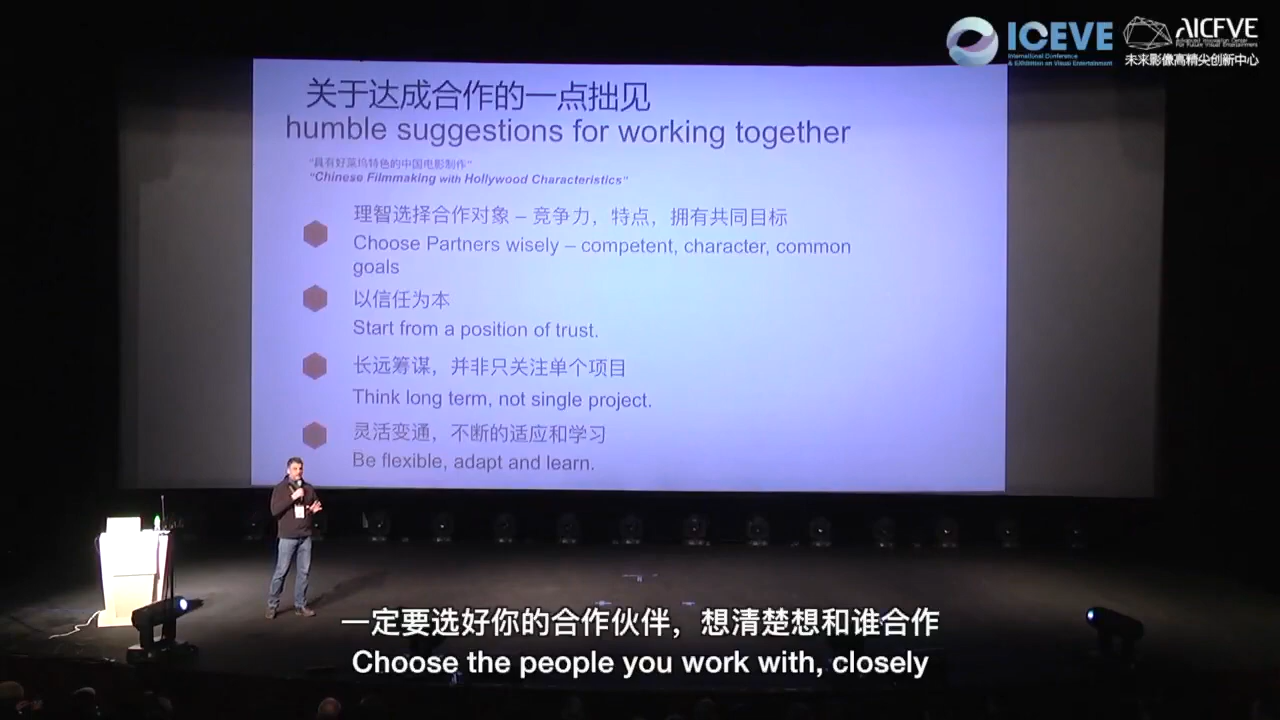 ICEVE
International Conference
& Exhibition on Visual Entertainment
AICFVE
Advanced Innovation Center
For Future Visual Entertainment
未来影像高精尖创新中心
关于达成合作的一点拙见
humble suggestions for working together
“具有好莱坞特色的中国电影制作”
“Chinese Filmmaking with Hollywood Characteristics”
理智选择合作对象 – 竞争力，特点，拥有共同目标
Choose Partners wisely – competent, character, common
goals
以信任为本
Start from a position of trust.
长远筹谋，并非只关注单个项目
Think long term, not single project.
灵活变通，不断的适应和学习
Be flexible, adapt and learn.
一定要选好你的合作伙伴，想清楚想和谁合作
Choose the people you work with, closely